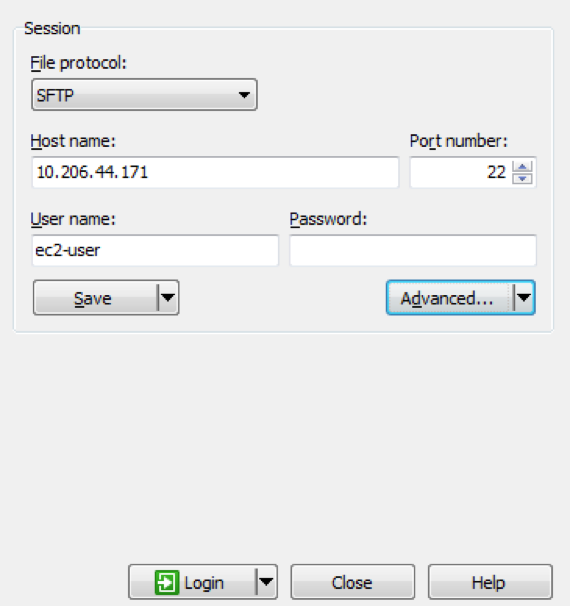 Session
File protocol:
SFTP
Host name: Port number:
10.206.44.171 22
User name: Password:
ec2-user
Save Advanced...
Login Close Help